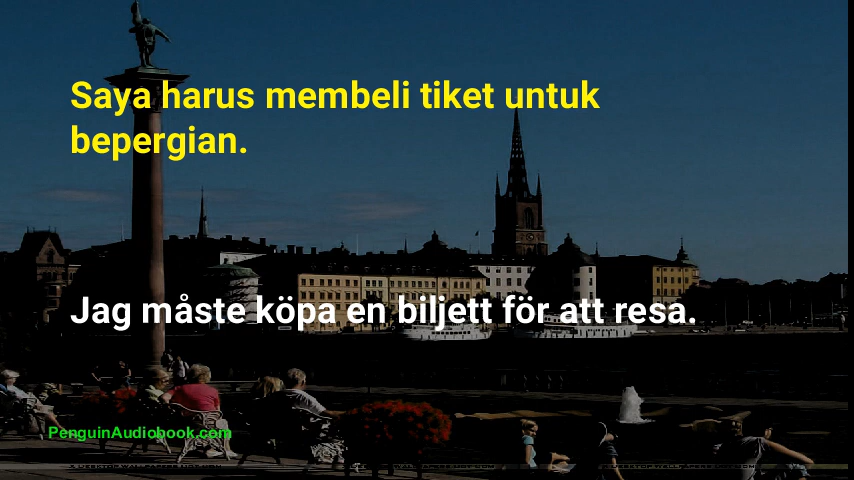 Saya harus membeli tiket untuk
bepergian.
Jag måste köpa en biljett för att resa.
PenguinAudiobook.com